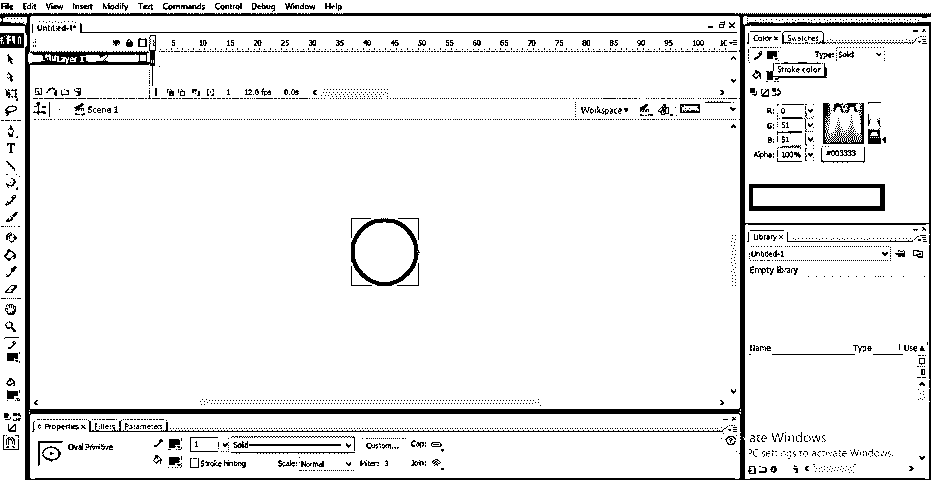 File Edit View Insert Modify Text Commands Control Debug Window Help
Untitled-1*
5 10 15 20 25 30 35 40 45 50 55 60 65 70 75 80 85 90 95 100
Layer 1
1 12.0 fps 0.0s
Scene 1
Workspace
Color Swatches
Type: Solid
Stroke color
R: 0
G: 51
B: 51
Alpha: 100% #003333
Library
Untitled-1
Empty library
Name Type Use
Properties Filters Parameters
Oval Primitive
1 Solid Custom... Cap:
Stroke hinting Scale: Normal Miter: 3 Join:
ate Windows
PC settings to activate Windows.